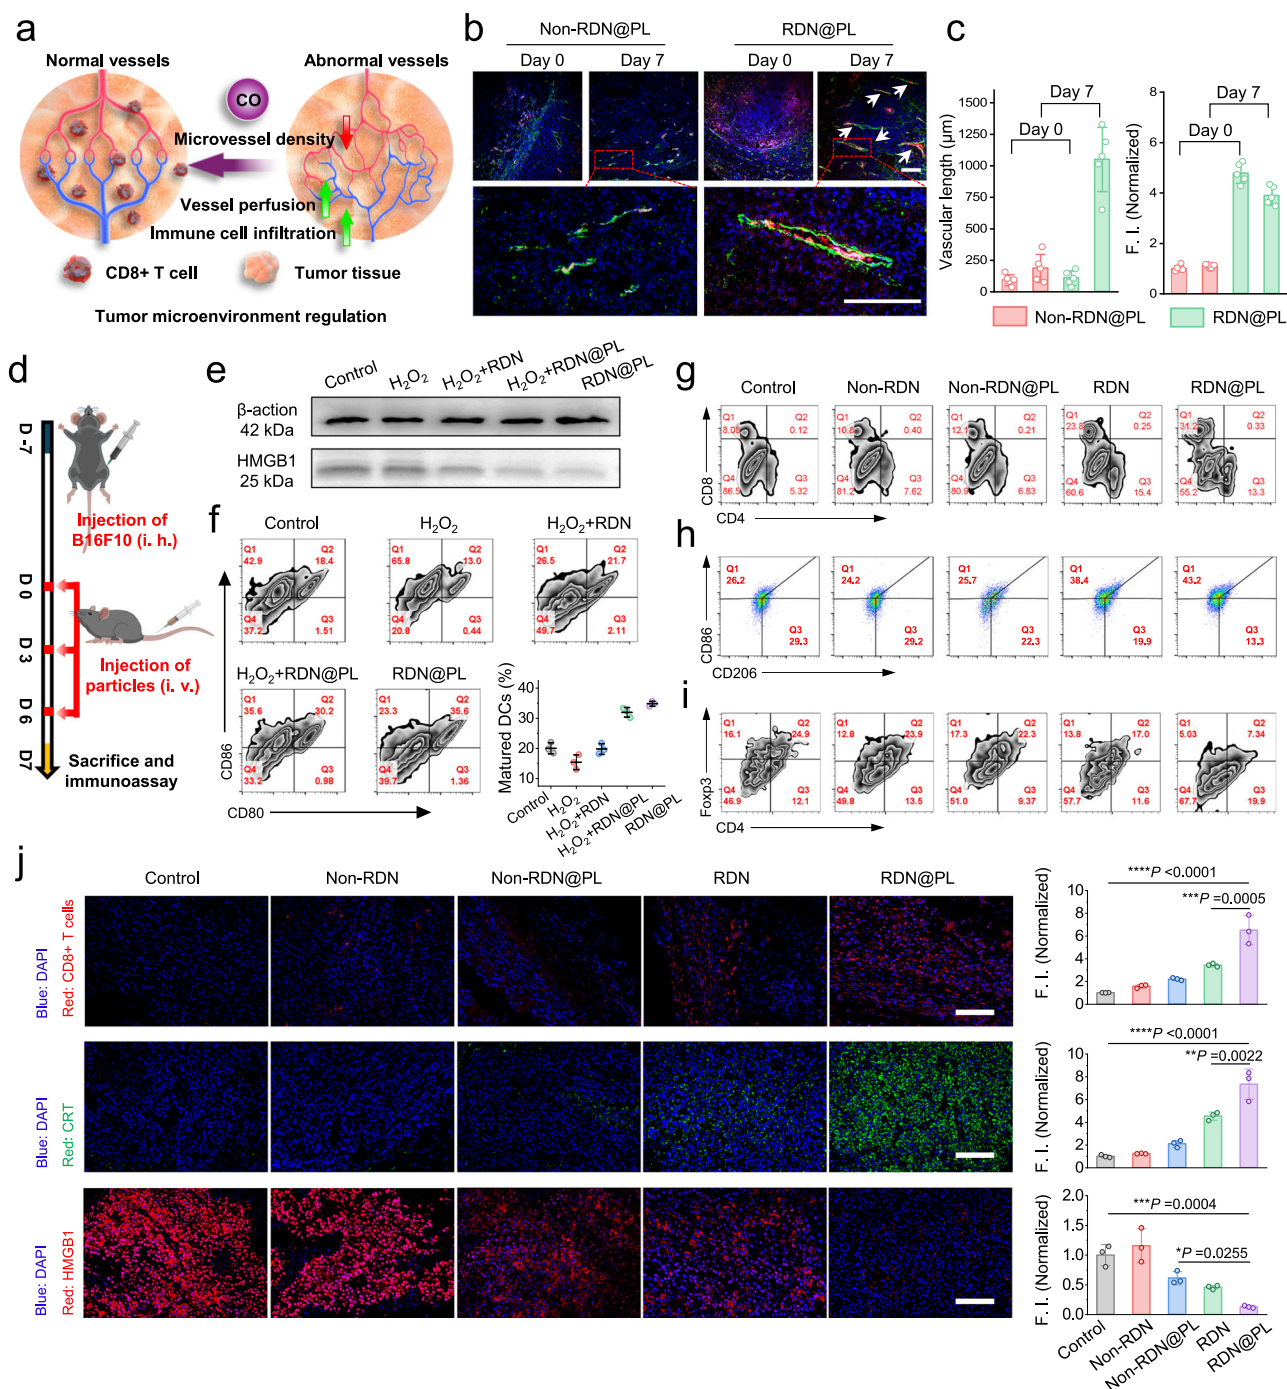 a
Normal vessels
Abnormal vessels
CO
Microvessel density
Vessel perfusion
Immune cell infiltration
CD8+ T cell
Tumor tissue
Tumor microenvironment regulation
b
Non-RDN@PL
RDN@PL
Day 0
Day 7
Day 0
Day 7
c
Vascular length (µm)
1500
1250
1000
750
500
250
0
Day 7
Day 0
F. I. (Normalized)
8
6
4
2
0
Day 7
Day 0
Non-RDN@PL
RDN@PL
d
D -7
Injection of
B16F10 (i. h.)
D 0
D 3
Injection of
particles (i. v.)
D 6
D7
Sacrifice and
immunoassay
e
Control
H₂O₂
H₂O₂+RDN
H₂O₂+RDN@PL
RDN@PL
β-action
42 kDa
HMGB1
25 kDa
f
Control
H₂O₂
H₂O₂+RDN
Q1
42.9
Q2
18.4
Q4
37.2
Q3
1.51
Q1
65.8
Q2
13.0
Q4
20.8
Q3
0.44
Q1
26.5
Q2
21.7
Q4
49.7
Q3
2.11
H₂O₂+RDN@PL
RDN@PL
Q1
35.6
Q2
30.2
Q4
33.2
Q3
0.98
Q1
23.3
Q2
35.6
Q4
39.7
Q3
1.36
CD86
CD80
Matured DCs (%)
40
30
20
10
Control
H₂O₂
H₂O₂+RDN
H₂O₂+RDN@PL
RDN@PL
g
Control
Non-RDN
Non-RDN@PL
RDN
RDN@PL
Q1
8.08
Q2
0.12
Q4
86.5
Q3
5.32
Q1
10.8
Q2
0.40
Q4
81.2
Q3
7.62
Q1
12.1
Q2
0.21
Q4
80.9
Q3
6.83
Q1
23.8
Q2
0.25
Q4
60.6
Q3
15.4
Q1
31.2
Q2
0.33
Q4
55.2
Q3
13.3
CD8
CD4
h
Q1
26.2
Q3
29.3
Q1
24.2
Q3
29.2
Q1
25.7
Q3
22.3
Q1
38.4
Q3
19.9
Q1
43.2
Q3
13.3
CD86
CD206
i
Q1
16.1
Q2
24.9
Q4
46.9
Q3
12.1
Q1
12.8
Q2
23.9
Q4
49.8
Q3
13.5
Q1
17.3
Q2
22.3
Q4
51.0
Q3
9.37
Q1
13.8
Q2
17.0
Q4
57.7
Q3
11.6
Q1
5.03
Q2
7.34
Q4
67.7
Q3
19.9
Foxp3
CD4
j
Control
Non-RDN
Non-RDN@PL
RDN
RDN@PL
Blue: DAPI
Red: CD8+ T cells
Blue: DAPI
Red: CRT
Blue: DAPI
Red: HMGB1
F. I. (Normalized)
10
8
6
4
2
0
****P <0.0001
***P =0.0005
F. I. (Normalized)
10
8
6
4
2
0
****P <0.0001
**P =0.0022
F. I. (Normalized)
2.0
1.5
1.0
0.5
0.0
***P =0.0004
*P =0.0255
Control
Non-RDN
Non-RDN@PL
RDN
RDN@PL